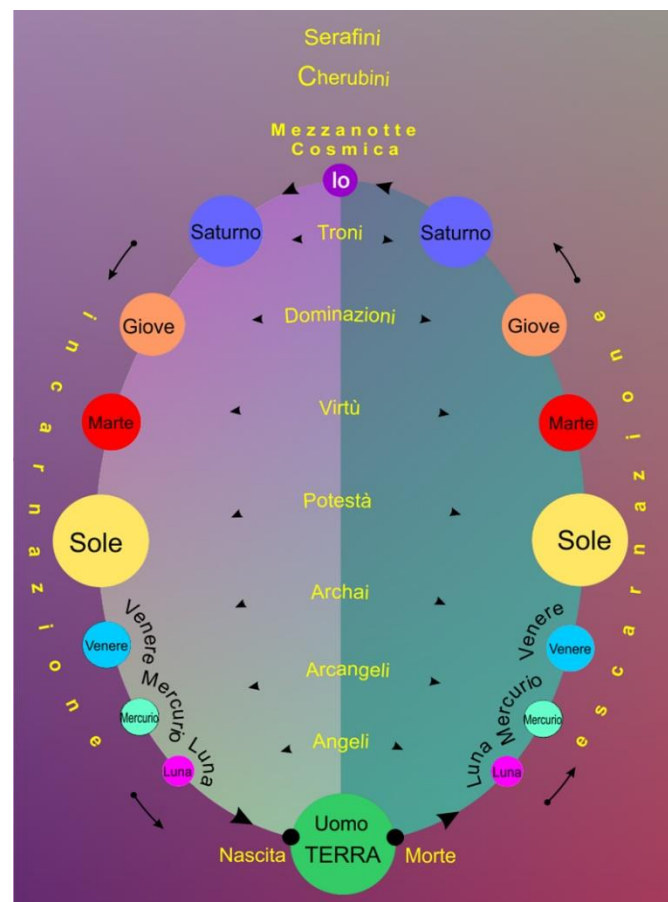 Serafini
Cherubini
Mezzanotte
Cosmica
Io
Saturno
Troni
Saturno
Giove
Dominazioni
Giove
incarnazione
Marte
Virtù
Marte
escarnazione
Sole
Potestà
Sole
Archai
Venere
Venere
Venere
Venere
Arcangeli
Mercurio
Mercurio
Mercurio
Mercurio
Angeli
Luna
Luna
Luna
Luna
Uomo
Nascita
TERRA
Morte